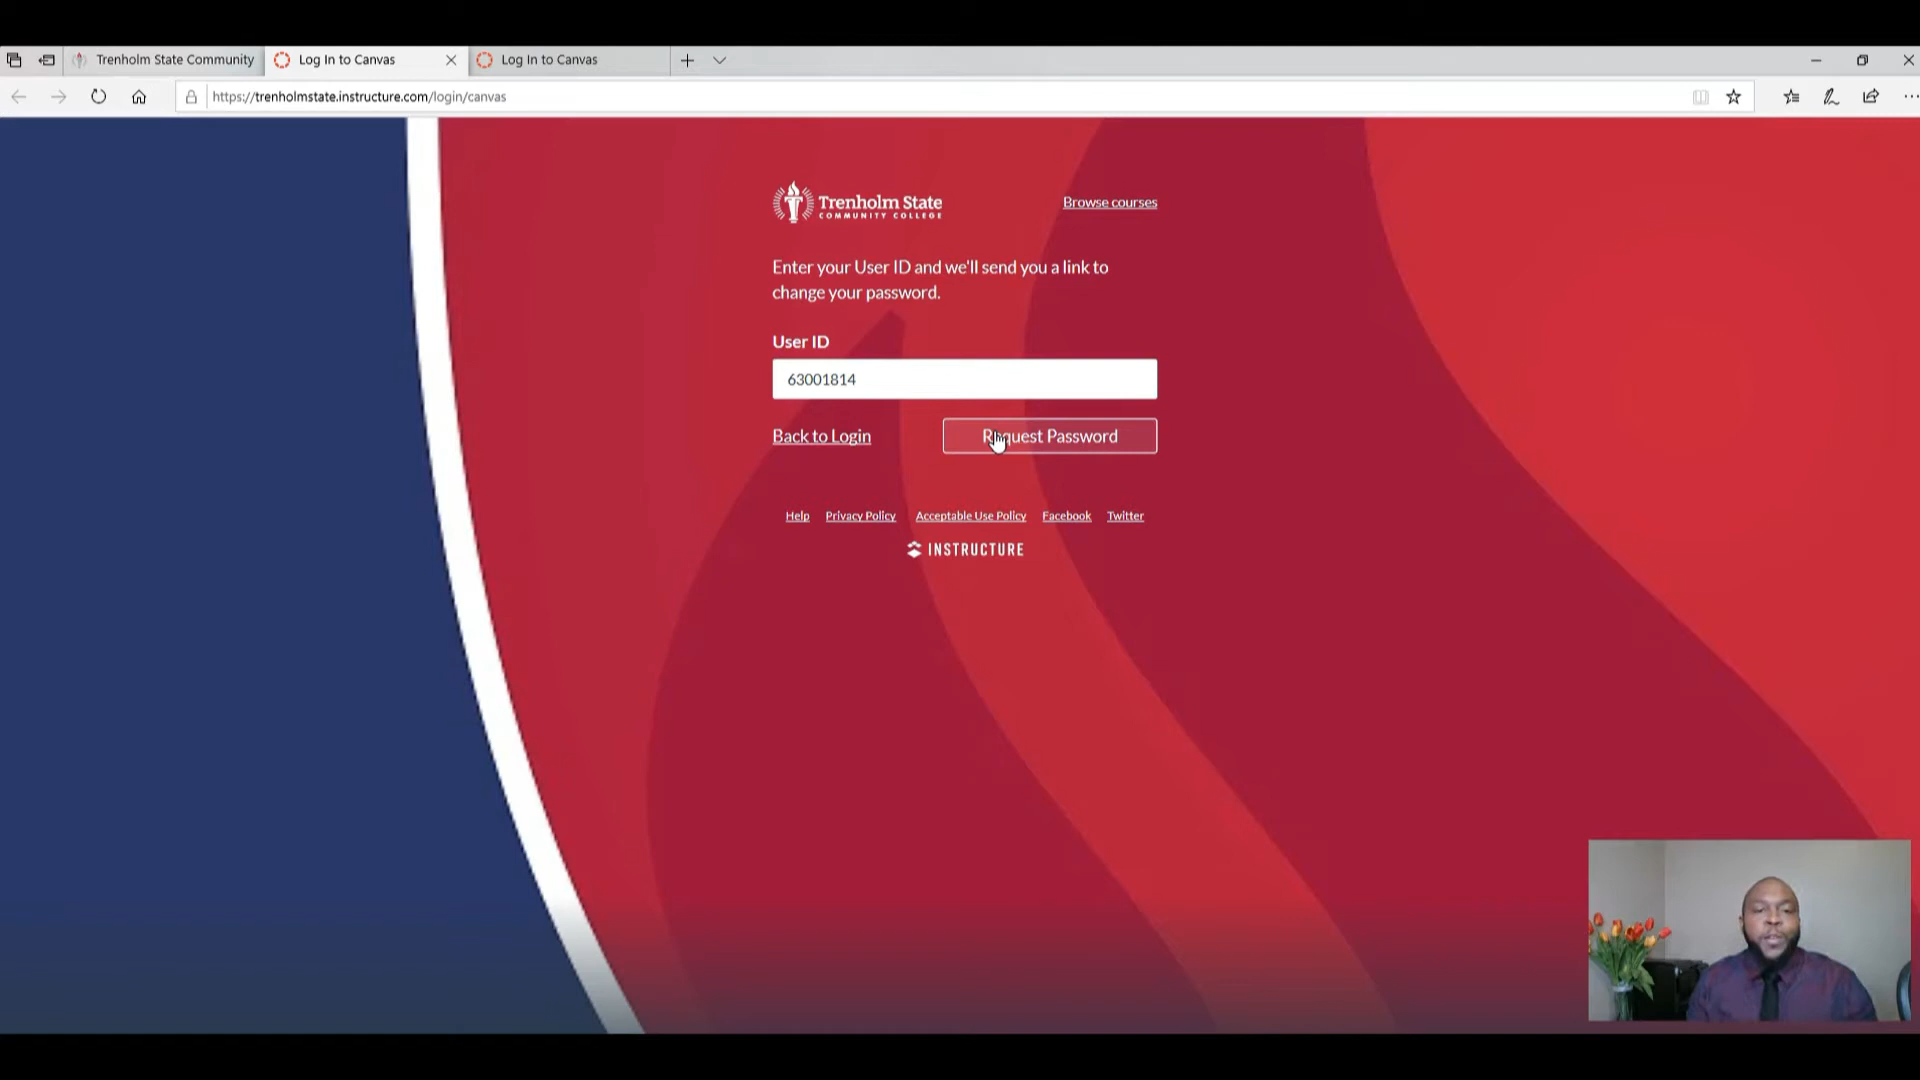 Trenholm State Community
Log In to Canvas
Log In to Canvas
https://trenholmstate.instructure.com/login/canvas
Trenholm State
COMMUNITY COLLEGE
Browse courses
Enter your User ID and we'll send you a link to
change your password.
User ID
63001814
Back to Login
Request Password
Help
Privacy Policy
Acceptable Use Policy
Facebook
Twitter
INSTRUCTURE